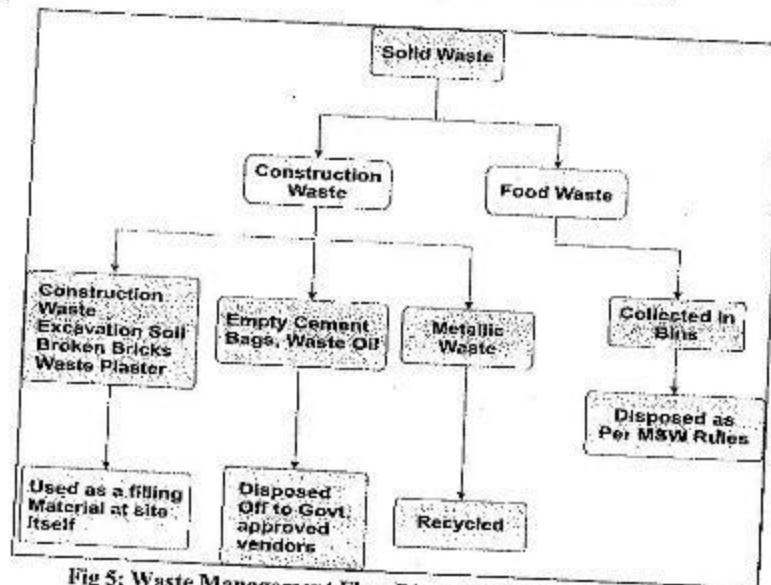 Solid Waste
Construction
Waste
Food Waste
Construction
Waste
Excavation Soil
Broken Bricks
Waste Plaster
Empty Cement
Bags, Waste Oil
Metallic
Waste
Collected in
Bins
Disposed as
Per MSW Rules
Used as a filling
Material at site
itself
Disposed
Off to Govt.
approved
vendors
Recycled
Fig 5: Waste Management